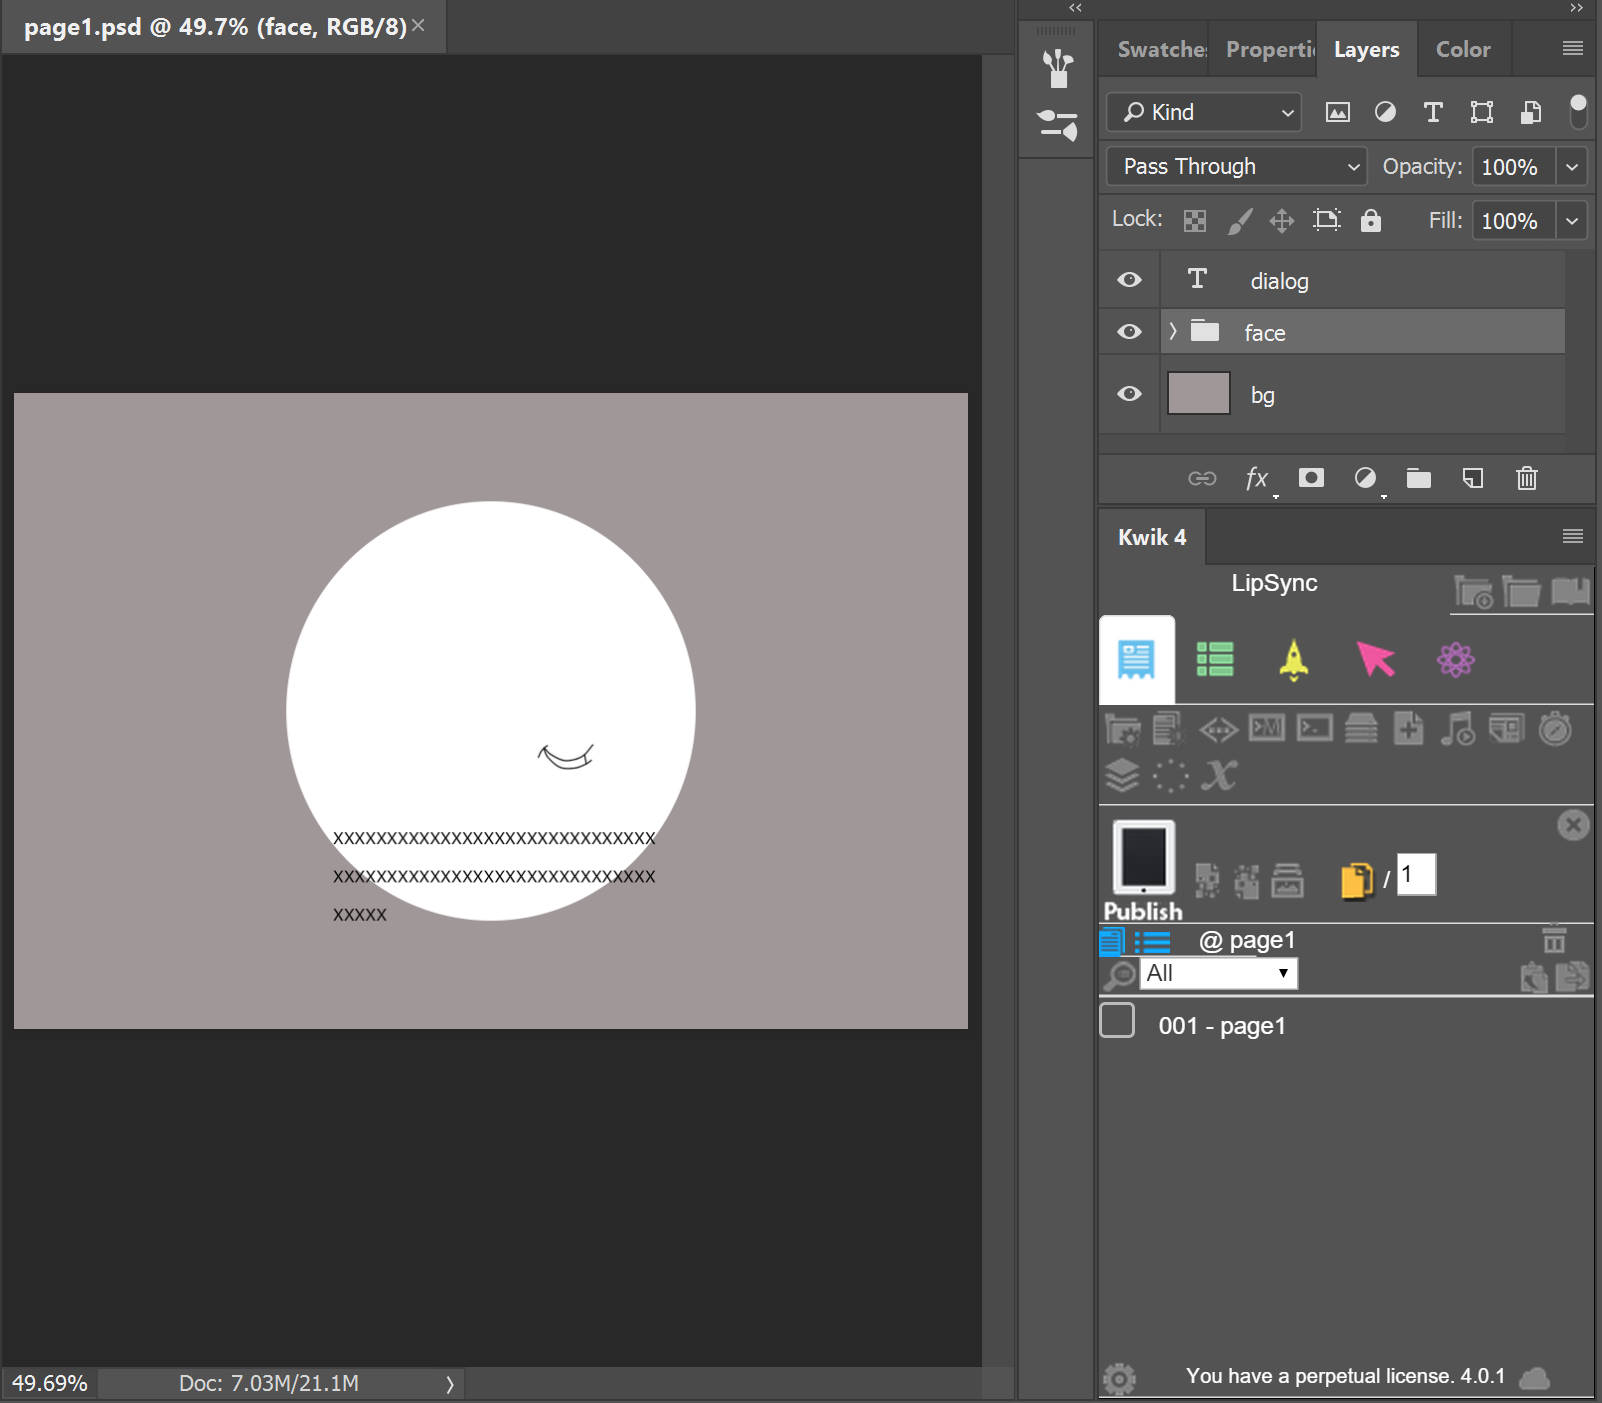 page1.psd @ 49.7% (face, RGB/8)
Swatche
Properti
Layers
Color
Kind
Pass Through
Opacity:
100%
Lock:
Fill:
100%
dialog
face
bg
fx
XXXXXXXXXXXXXXXXXXXXXXXXXXXXXX
XXXXXXXXXXXXXXXXXXXXXXXXXXXXXX
XXXXX
Kwik 4
LipSync
Publish
/
1
@ page1
All
001 - page1
You have a perpetual license. 4.0.1
49.69%
Doc: 7.03M/21.1M